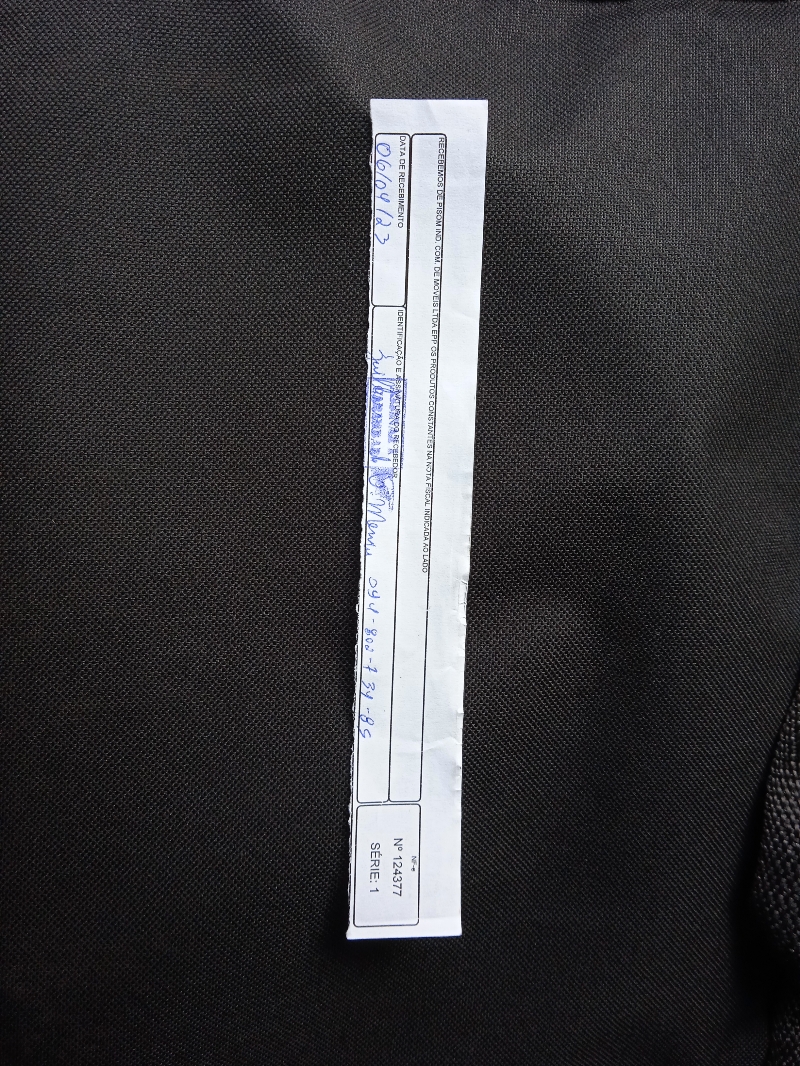 RECEBEMOS DE PISOM IND. COM. DE MOVEIS LTDA EPP OS PRODUTOS CONSTANTES NA NOTA FISCAL INDICADA AO LADO
DATA DE RECEBIMENTO
06/04/23
IDENTIFICAÇÃO E ASSINATURA DO RECEBEDOR
NF-e
Nº 124377
SÉRIE: 1